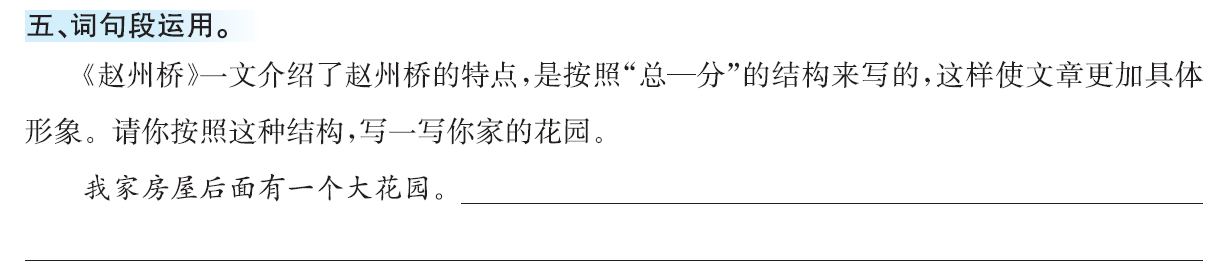 五、词句段运用。
《赵州桥》一文介绍了赵州桥的特点,是按照“总—分”的结构来写的,这样使文章更加具体
形象。请你按照这种结构,写一写你家的花园。
我家房屋后面有一个大花园。